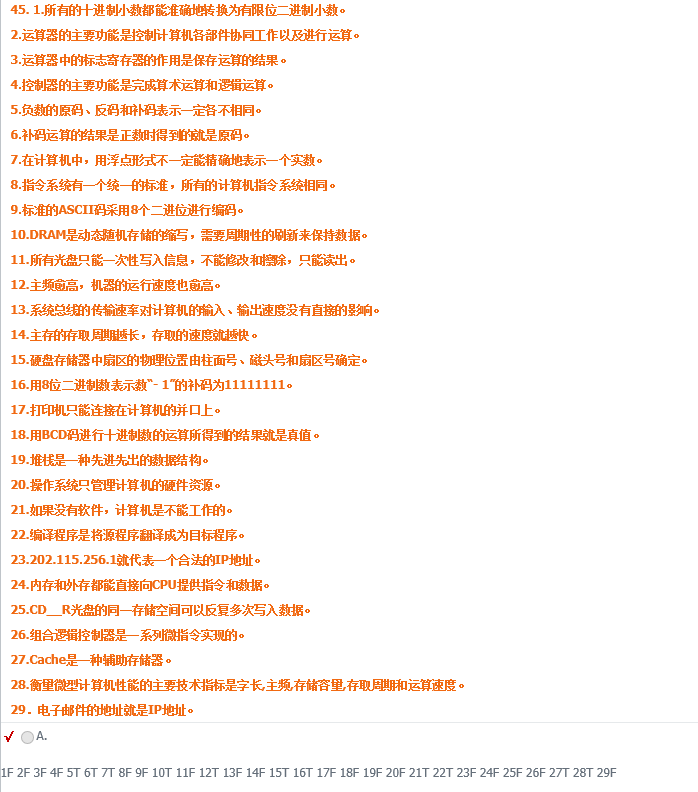 45. 1.所有的十进制小数都能准确地转换为有限位二进制小数。
2.运算器的主要功能是控制计算机各部件协同工作以及进行运算。
3.运算器中的标志寄存器的作用是保存运算的结果。
4.控制器的主要功能是完成算术运算和逻辑运算。
5.负数的原码、反码和补码表示一定各不相同。
6.补码运算的结果是正数时得到的就是原码。
7.在计算机中，用浮点形式不一定能精确地表示一个实数。
8.指令系统有一个统一的标准，所有的计算机指令系统相同。
9.标准的ASCII码采用8个二进位进行编码。
10.DRAM是动态随机存储的缩写，需要周期性的刷新来保持数据。
11.所有光盘只能一次性写入信息，不能修改和擦除，只能读出。
12.主频愈高，机器的运行速度也愈高。
13.系统总线的传输速率对计算机的输入、输出速度没有直接的影响。
14.主存的存取周期越长，存取的速度就越快。
15.硬盘存储器中扇区的物理位置由柱面号、磁头号和扇区号确定。
16.用8位二进制数表示数“- 1”的补码为11111111。
17.打印机只能连接在计算机的并口上。
18.用BCD码进行十进制数的运算所得到的结果就是真值。
19.堆栈是一种先进先出的数据结构。
20.操作系统只管理计算机的硬件资源。
21.如果没有软件，计算机是不能工作的。
22.编译程序是将源程序翻译成为目标程序。
23.202.115.256.1就代表一个合法的IP地址。
24.内存和外存都能直接向CPU提供指令和数据。
25.CD__R光盘的同一存储空间可以反复多次写入数据。
26.组合逻辑控制器是一系列微指令实现的。
27.Cache是一种辅助存储器。
28.衡量微型计算机性能的主要技术指标是字长,主频,存储容量,存取周期和运算速度。
29．电子邮件的地址就是IP地址。
√ A.
1F 2F 3F 4F 5T 6T 7T 8F 9F 10T 11F 12T 13F 14F 15T 16T 17F 18F 19F 20F 21T 22T 23F 24F 25F 26F 27T 28T 29F